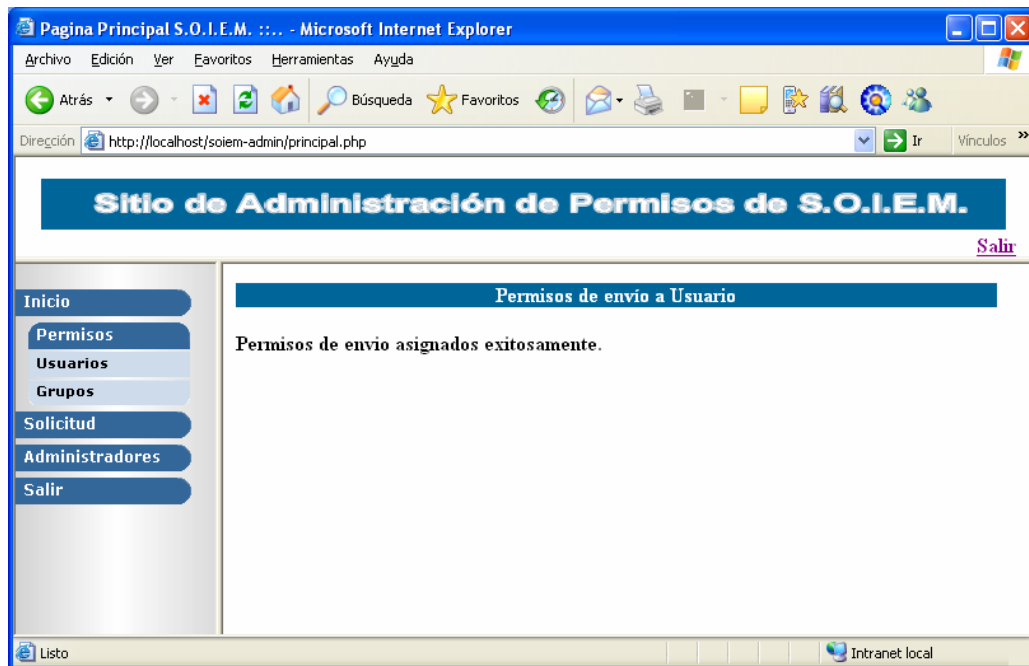 Pagina Principal S.O.I.E.M. ::.. - Microsoft Internet Explorer
Archivo Edición Ver Favoritos Herramientas Ayuda
Atrás Búsqueda Favoritos
Dirección http://localhost/soiem-admin/principal.php Ir Vínculos »
Sitio de Administración de Permisos de S.O.I.E.M.
Salir
Permisos de envío a Usuario
Inicio
Permisos
Usuarios
Grupos
Solicitud
Administradores
Salir
Permisos de envio asignados exitosamente.
Listo Intranet local